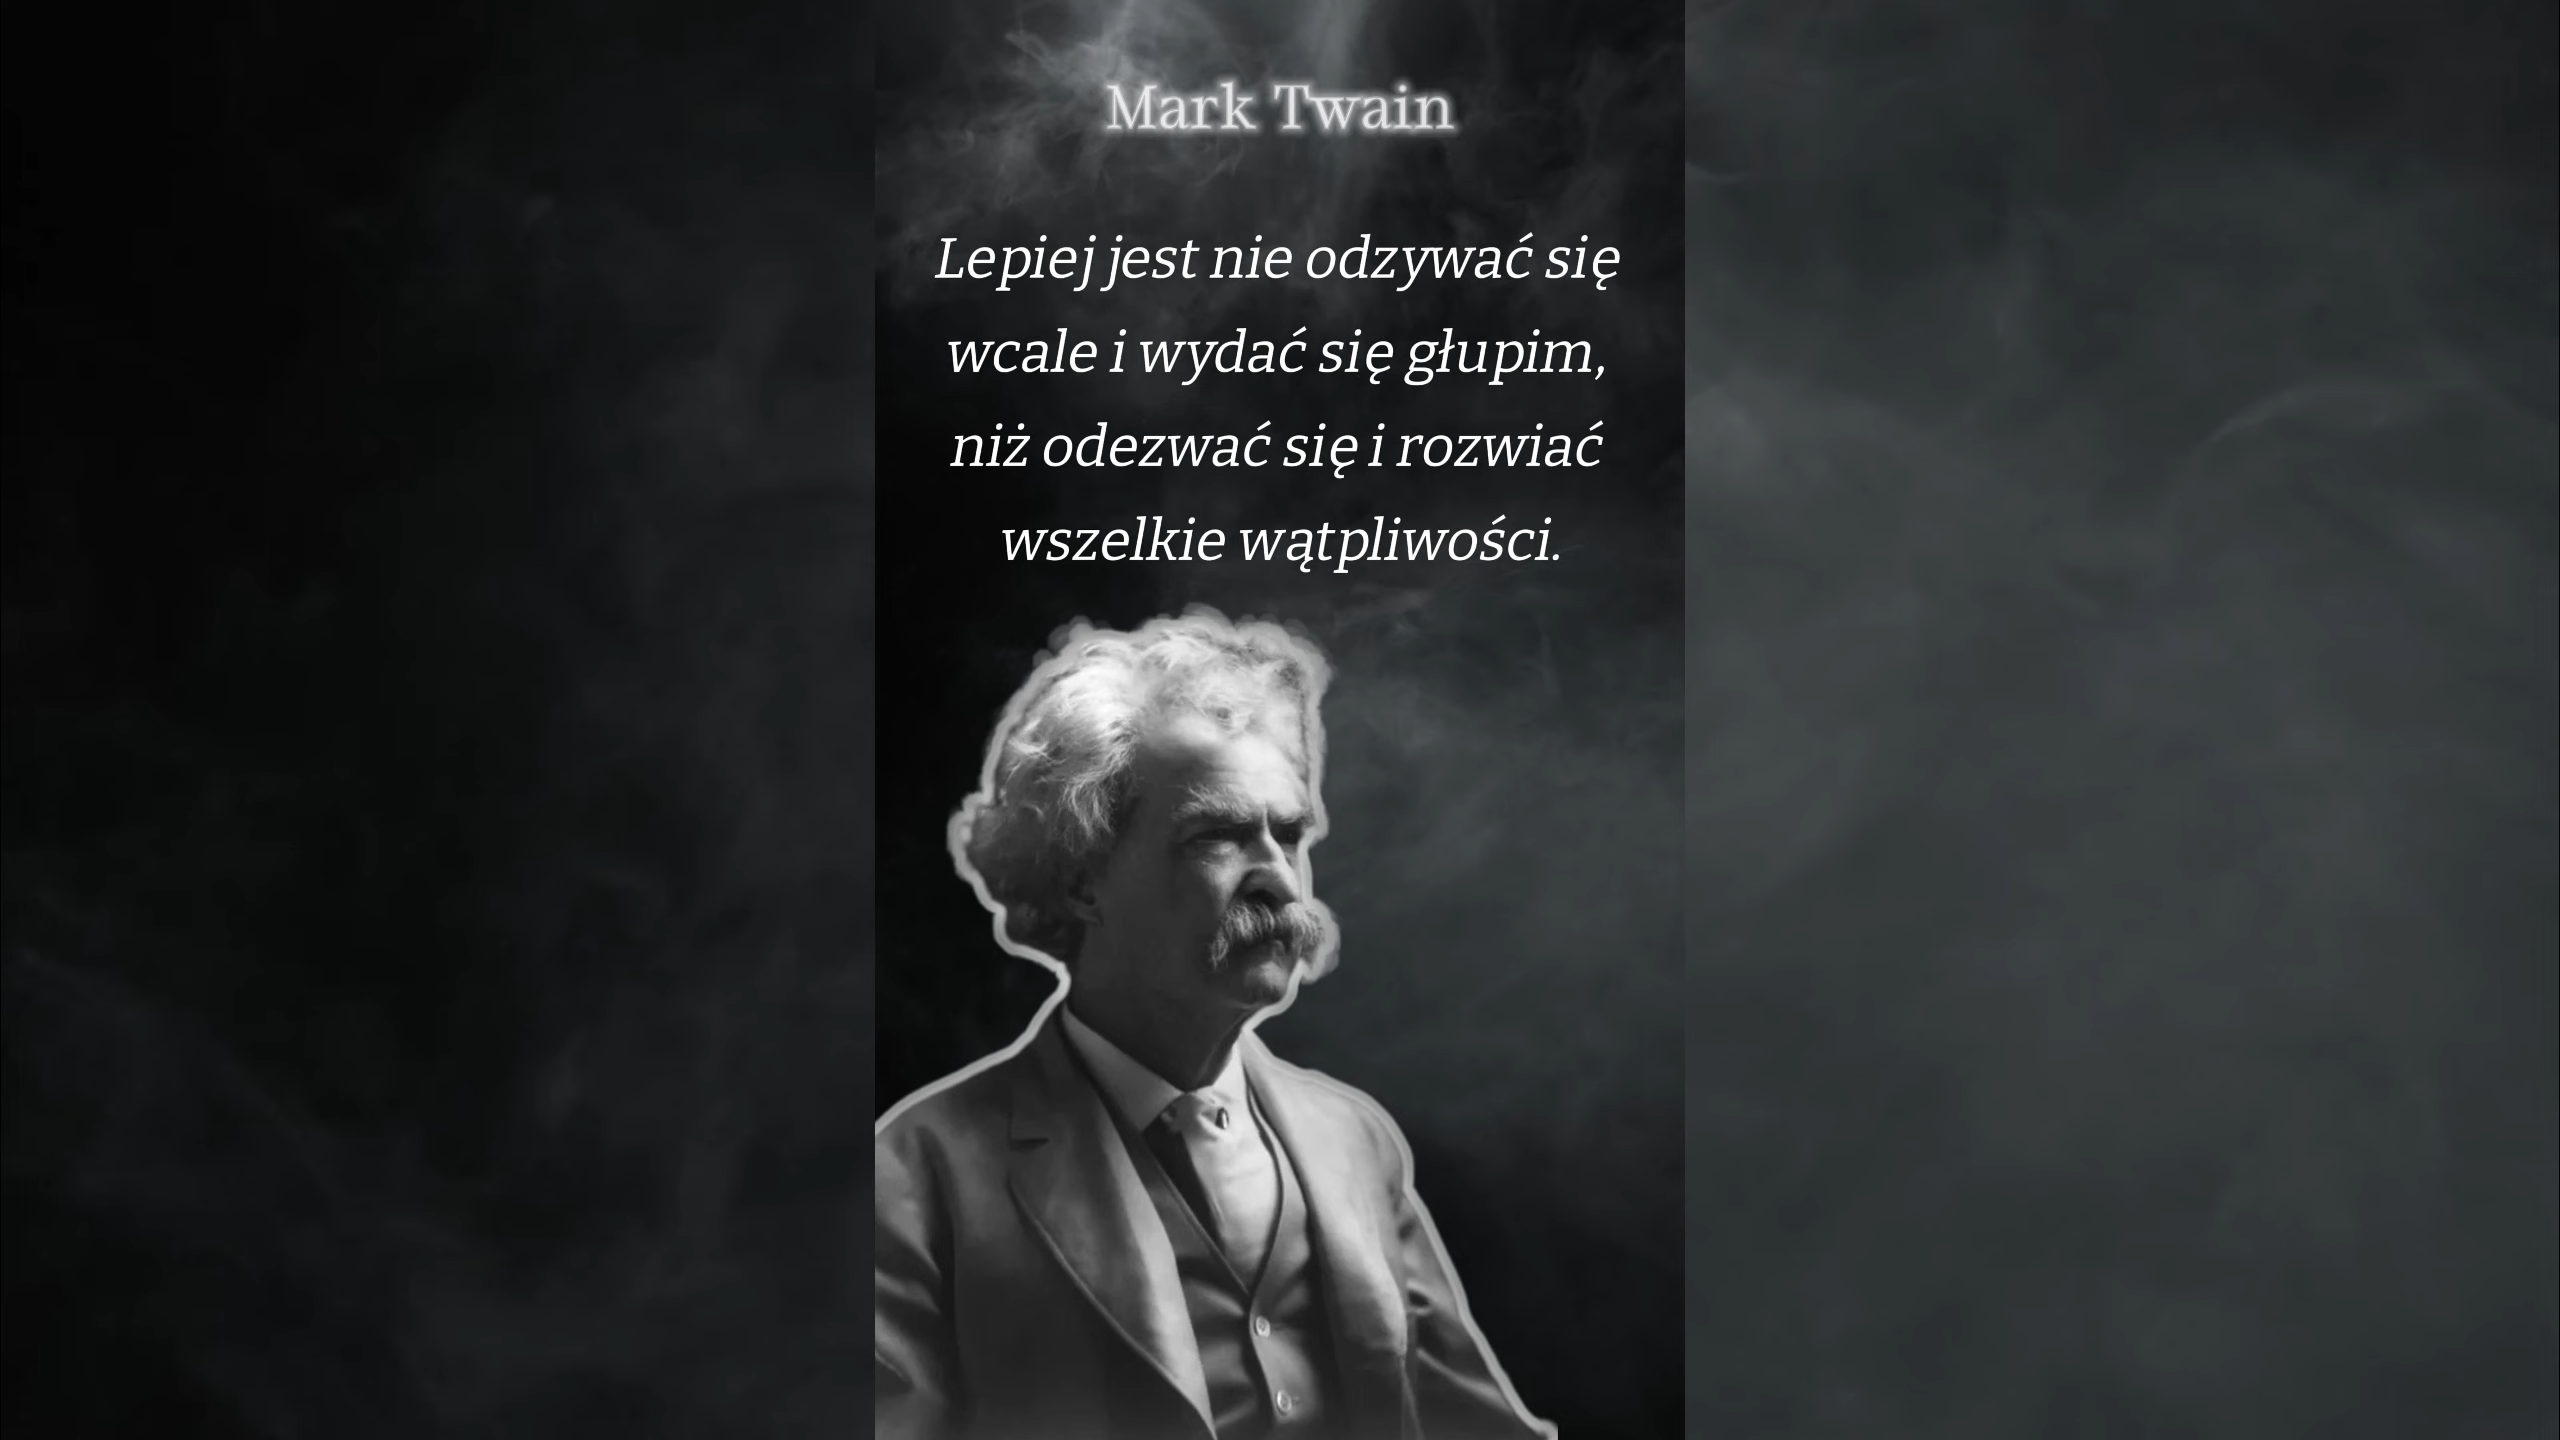 Mark Twain
Lepiej jest nie odzywać się
wcale i wydać się głupim,
niż odezwać się i rozwiać
wszelkie wątpliwości.